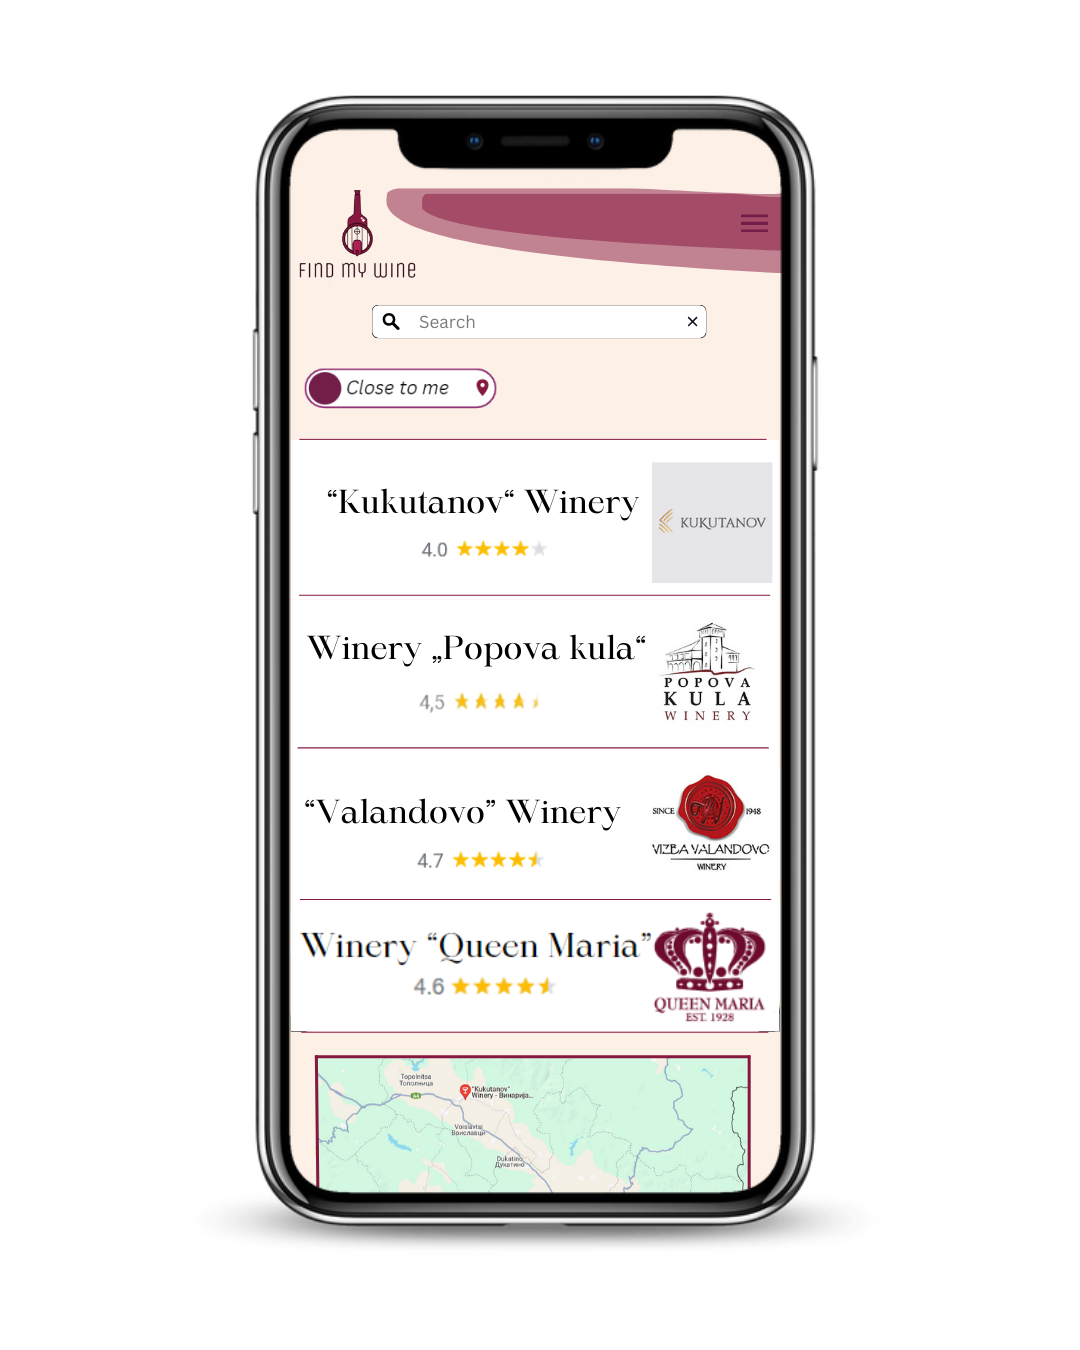 FIND MY WINE
Search
Close to me
“Kukutanov“ Winery
4.0
KUKUTANOV
Winery „Popova kula“
4,5
POPOVA
KULA
WINERY
“Valandovo” Winery
4.7
SINCE 1948
VIZBA VALANDOVO
WINERY
Winery “Queen Maria”
4.6
QUEEN MARIA
EST. 1928
Topolnitsa
Тополница
A4
"Kukutanov"
Winery - Винарија...
Voislavtsi
Воиславци
Dukatino
Дукатино